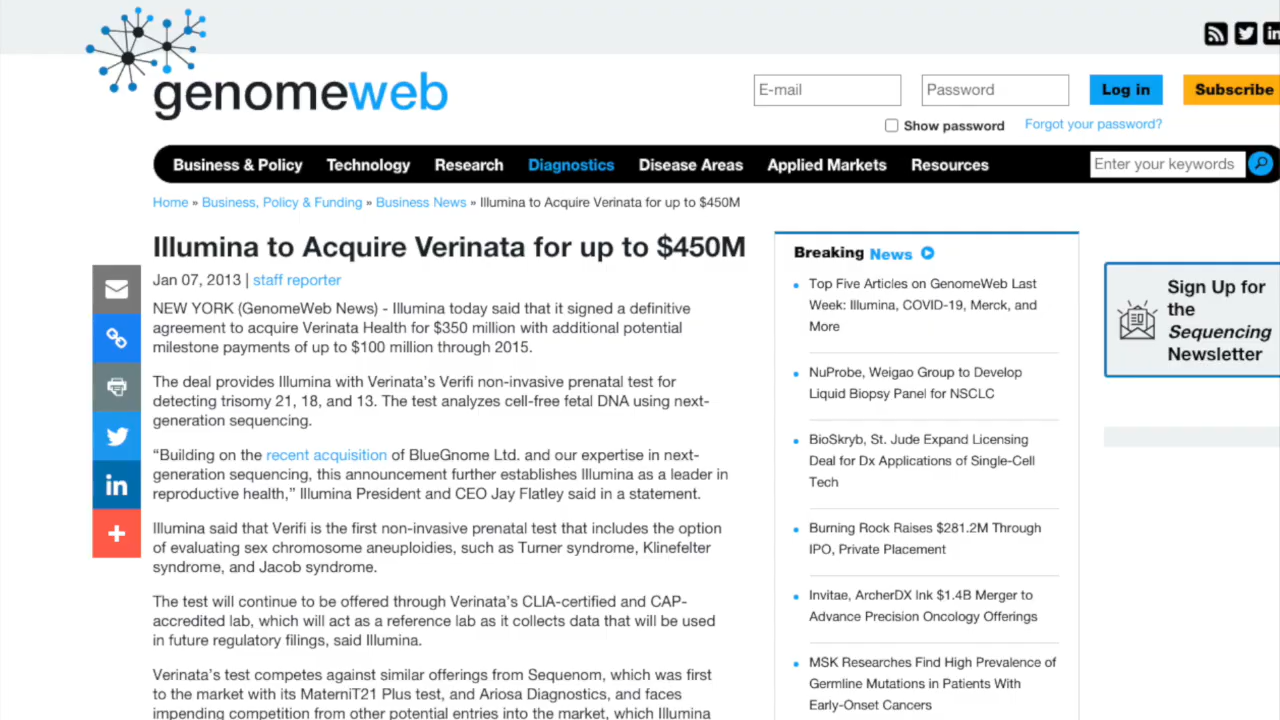 genomeweb
E-mail
Password
Log in
Subscribe
Show password
Forgot your password?
Business & Policy
Technology
Research
Diagnostics
Disease Areas
Applied Markets
Resources
Enter your keywords
Home » Business, Policy & Funding » Business News » Illumina to Acquire Verinata for up to $450M
Illumina to Acquire Verinata for up to $450M
Jan 07, 2013 | staff reporter
NEW YORK (GenomeWeb News) - Illumina today said that it signed a definitive
agreement to acquire Verinata Health for $350 million with additional potential
milestone payments of up to $100 million through 2015.
The deal provides Illumina with Verinata's Verifi non-invasive prenatal test for
detecting trisomy 21, 18, and 13. The test analyzes cell-free fetal DNA using next-
generation sequencing.
“Building on the recent acquisition of BlueGnome Ltd. and our expertise in next-
generation sequencing, this announcement further establishes Illumina as a leader in
reproductive health,” Illumina President and CEO Jay Flatley said in a statement.
Illumina said that Verifi is the first non-invasive prenatal test that includes the option
of evaluating sex chromosome aneuploidies, such as Turner syndrome, Klinefelter
syndrome, and Jacob syndrome.
The test will continue to be offered through Verinata's CLIA-certified and CAP-
accredited lab, which will act as a reference lab as it collects data that will be used
in future regulatory filings, said Illumina.
Verinata's test competes against similar offerings from Sequenom, which was first
to the market with its MaterniT21 Plus test, and Ariosa Diagnostics, and faces
impending competition from other potential entries into the market, which Illumina
Breaking News
Top Five Articles on GenomeWeb Last
Week: Illumina, COVID-19, Merck, and
More
NuProbe, Weigao Group to Develop
Liquid Biopsy Panel for NSCLC
BioSkryb, St. Jude Expand Licensing
Deal for Dx Applications of Single-Cell
Tech
Burning Rock Raises $281.2M Through
IPO, Private Placement
Invitae, ArcherDX Ink $1.4B Merger to
Advance Precision Oncology Offerings
MSK Researches Find High Prevalence of
Germline Mutations in Patients With
Early-Onset Cancers
Sign Up for
the
Sequencing
Newsletter